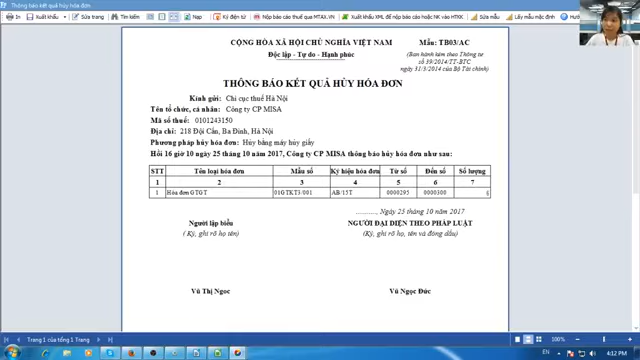 Thông báo kết quả hủy hóa đơn
In Xuất khẩu Sửa trang Tìm kiếm Nạp Ký điện tử Nộp báo cáo thuế qua MTAX.VN Xuất khẩu XML để nộp báo cáo hoặc NK vào HTKK Sửa mẫu Lấy mẫu mặc định Giúp
CỘNG HÒA XÃ HỘI CHỦ NGHĨA VIỆT NAM
Độc lập - Tự do - Hạnh phúc
Mẫu: TB03/AC
(Ban hành kèm theo Thông tư
số 39/2014/TT-BTC
ngày 31/3/2014 của Bộ Tài chính)
THÔNG BÁO KẾT QUẢ HỦY HÓA ĐƠN
Kính gửi: Chi cục thuế Hà Nội
Tên tổ chức, cá nhân: Công ty CP MISA
Mã số thuế: 0101243150
Địa chỉ: 218 Đội Cấn, Ba Đình, Hà Nội
Phương pháp hủy hóa đơn: Hủy bằng máy hủy giấy
Hồi 16 giờ 10 ngày 25 tháng 10 năm 2017, Công ty CP MISA thông báo hủy hóa đơn như sau:
STT Tên loại hóa đơn Mẫu số Ký hiệu hóa đơn Từ số Đến số Số lượng
1 2 3 4 5 6 7
1 Hóa đơn GTGT 01GTKT3/001 AB/15T 0000295 0000300 6
.........., Ngày 25 tháng 10 năm 2017
Người lập biểu
(Ký, ghi rõ họ tên)
NGƯỜI ĐẠI DIỆN THEO PHÁP LUẬT
(Ký, ghi rõ họ, tên và đóng dấu)
Vũ Thị Ngọc
Vũ Ngọc Đức
Trang 1 của tổng 1 Trang
100%
4:12 PM